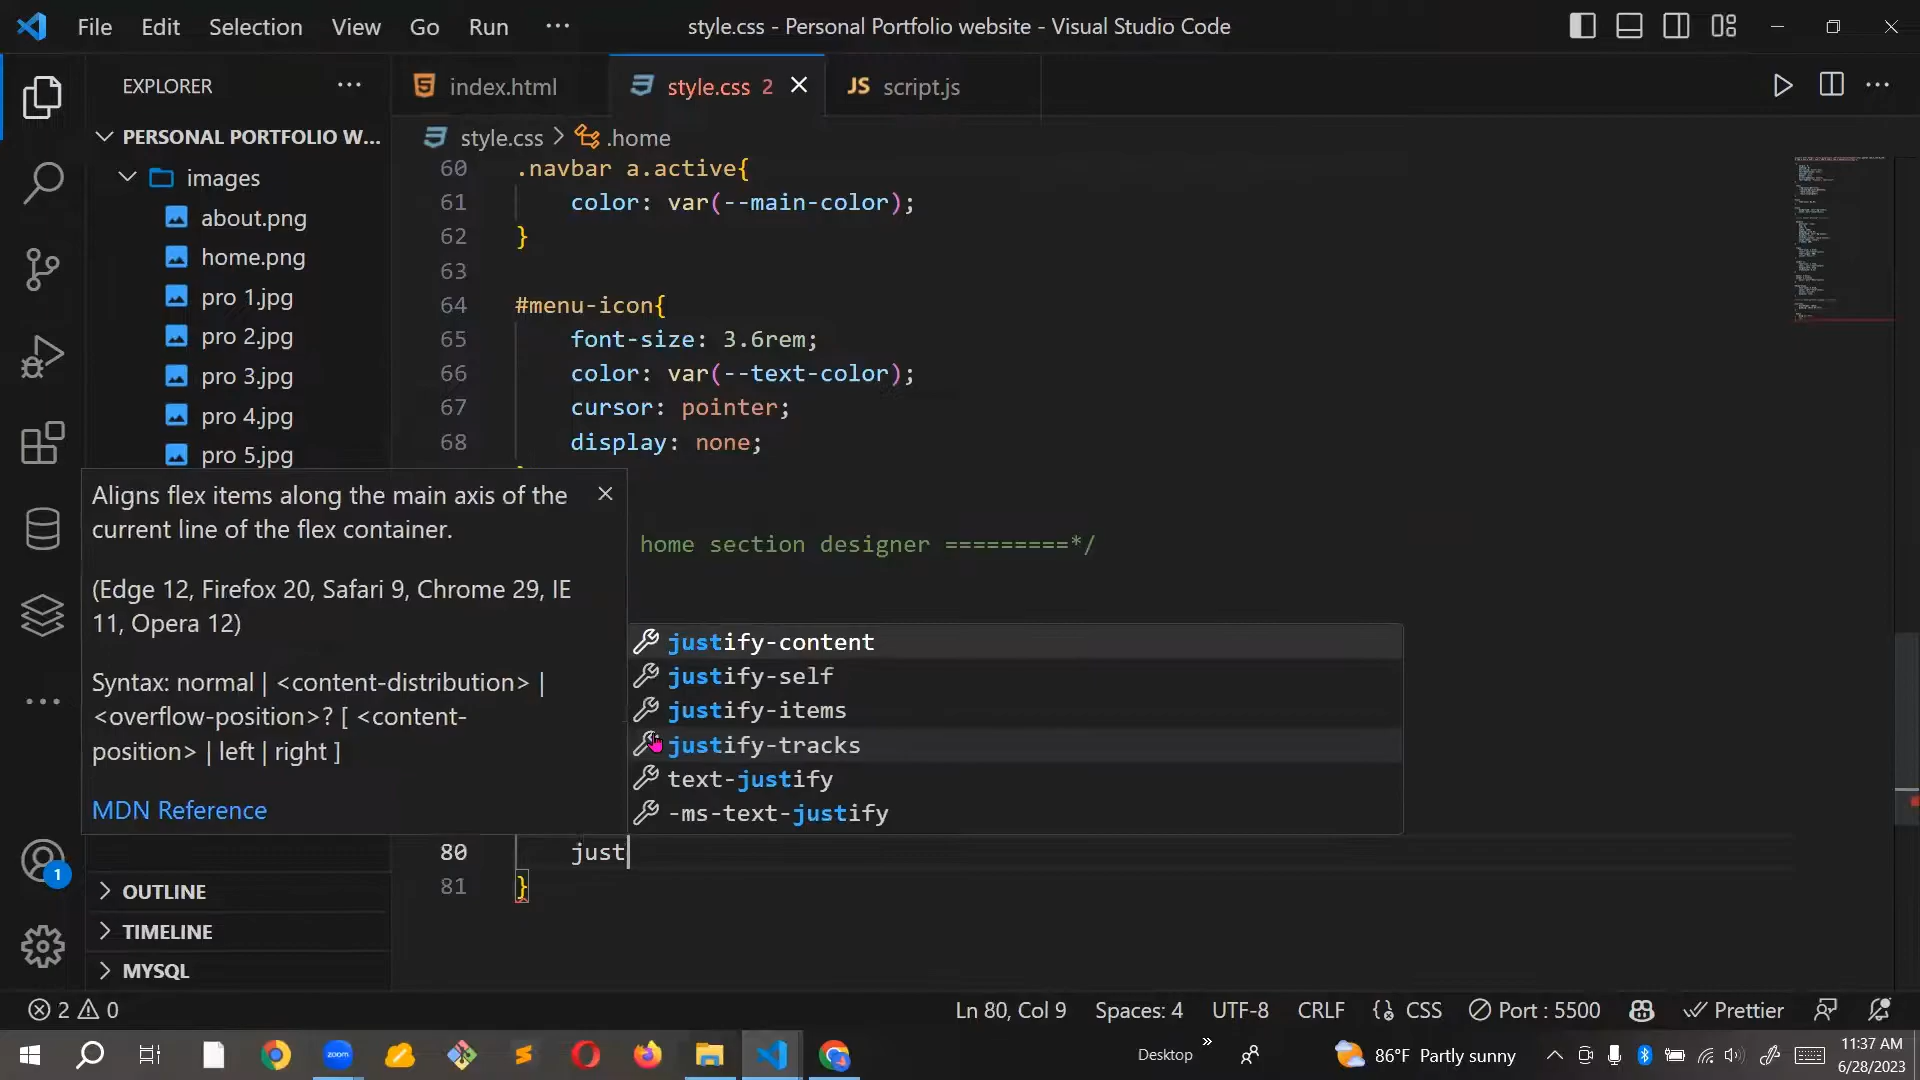 File Edit Selection View Go Run ···
style.css - Personal Portfolio website - Visual Studio Code
EXPLORER ···
index.html
style.css 2
JS script.js
PERSONAL PORTFOLIO W...
style.css > .home
images
about.png
home.png
pro 1.jpg
pro 2.jpg
pro 3.jpg
pro 4.jpg
pro 5.jpg
60 .navbar a.active{
61 color: var(--main-color);
62 }
63
64 #menu-icon{
65 font-size: 3.6rem;
66 color: var(--text-color);
67 cursor: pointer;
68 display: none;
home section designer =========*/
Aligns flex items along the main axis of the
current line of the flex container.
(Edge 12, Firefox 20, Safari 9, Chrome 29, IE
11, Opera 12)
Syntax: normal | <content-distribution> |
<overflow-position>? [ <content-
position> | left | right ]
MDN Reference
justify-content
justify-self
justify-items
justify-tracks
text-justify
-ms-text-justify
80 just
81 }
1
OUTLINE
TIMELINE
MYSQL
2 0
Ln 80, Col 9 Spaces: 4 UTF-8 CRLF CSS Port : 5500 Prettier
zoom
Desktop
86°F Partly sunny
11:37 AM
6/28/2023